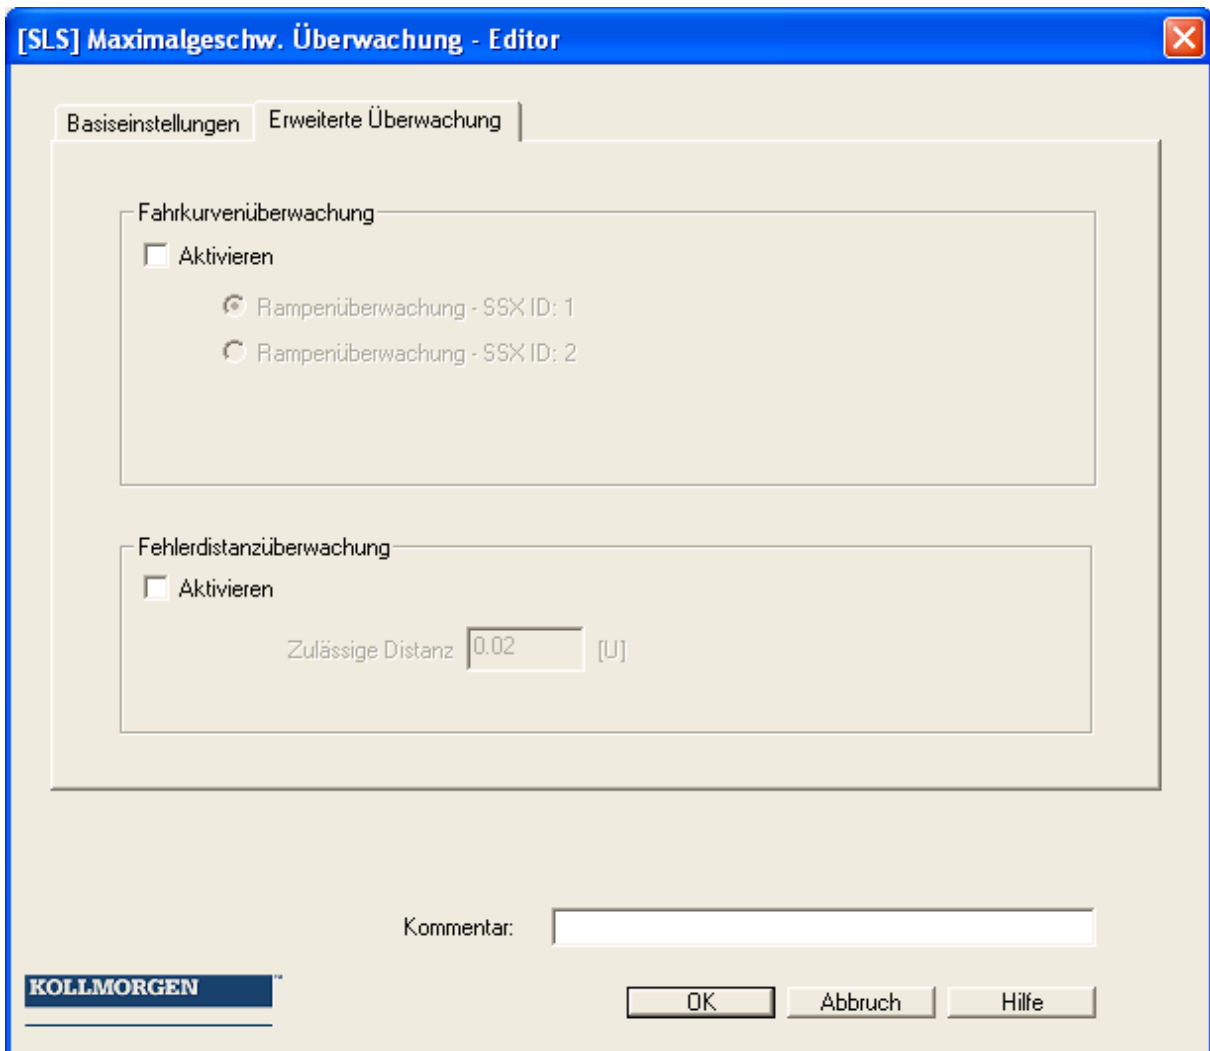 [SLS] Maximalgeschw. Überwachung - Editor
Basiseinstellungen
Erweiterte Überwachung
Fahrkurvenüberwachung
Aktivieren
Rampenüberwachung - SSX ID: 1
Rampenüberwachung - SSX ID: 2
Fehlerdistanzüberwachung
Aktivieren
Zulässige Distanz 0.02 [U]
Kommentar:
KOLLMORGEN™
OK
Abbruch
Hilfe